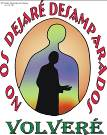 NO OS DEJARÉ DESAMPARADOS
VOLVERÉ